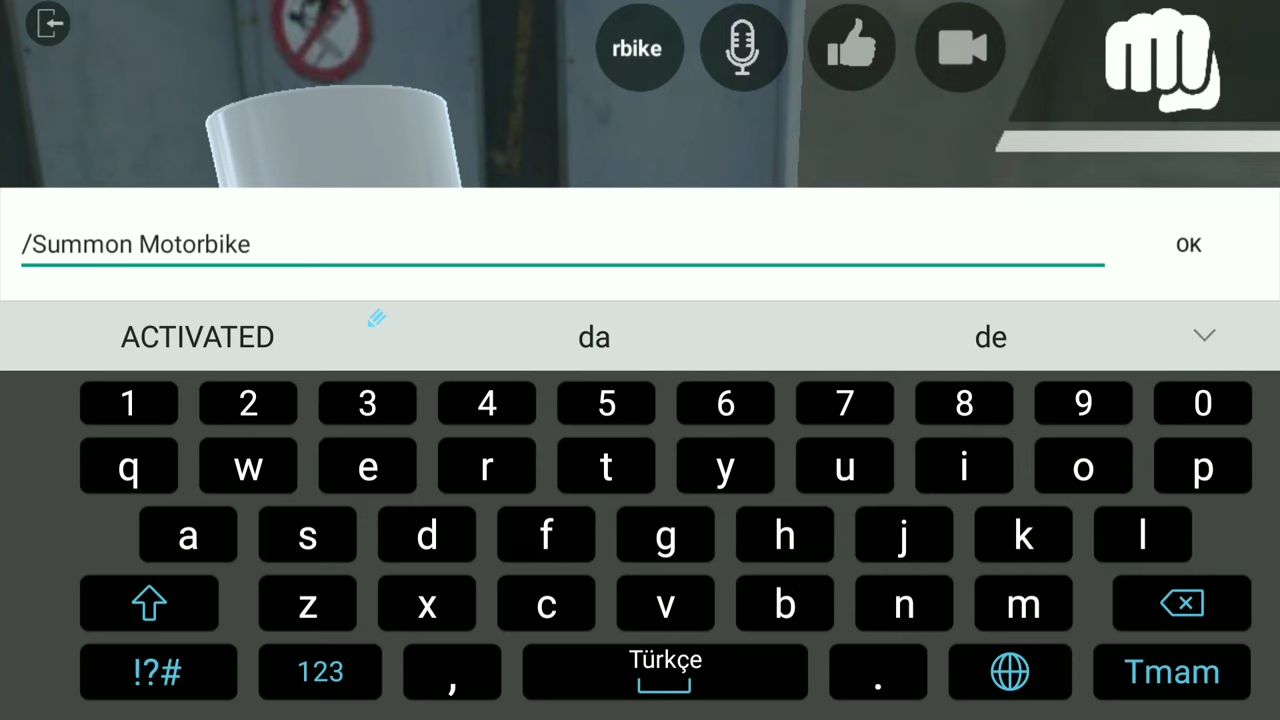 rbike
/Summon Motorbike
OK
ACTIVATED da de
1 2 3 4 5 6 7 8 9 0
q w e r t y u i o p
a s d f g h j k l
z x c v b n m
!?# 123 , Türkçe . Tmam